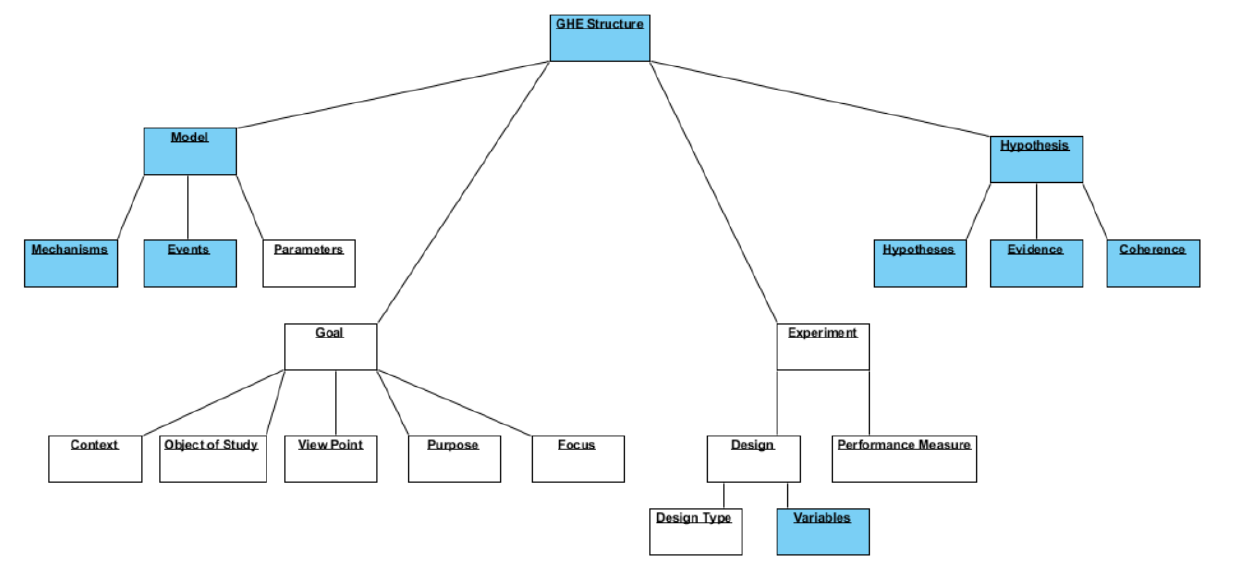 GHE Structure
Model
Hypothesis
Mechanisms
Events
Parameters
Hypotheses
Evidence
Coherence
Goal
Experiment
Context
Object of Study
View Point
Purpose
Focus
Design
Performance Measure
Design Type
Variables